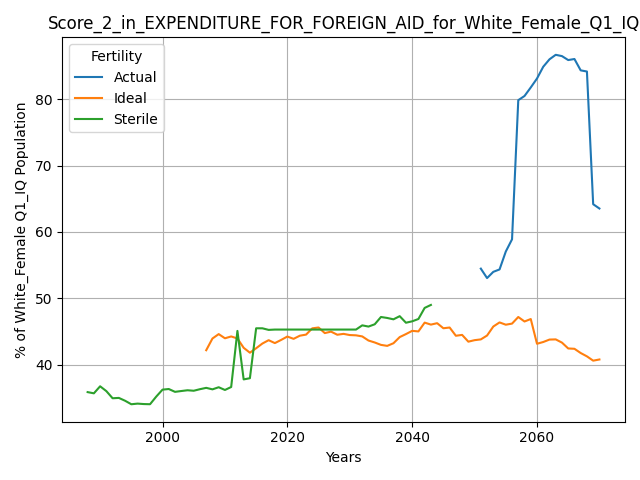 Score_2_in_EXPENDITURE_FOR_FOREIGN_AID_for_White_Female_Q1_IQ
Fertility
Actual
Ideal
Sterile
% of White_Female Q1_IQ Population
80
70
60
50
40
2000
2020
2040
2060
Years